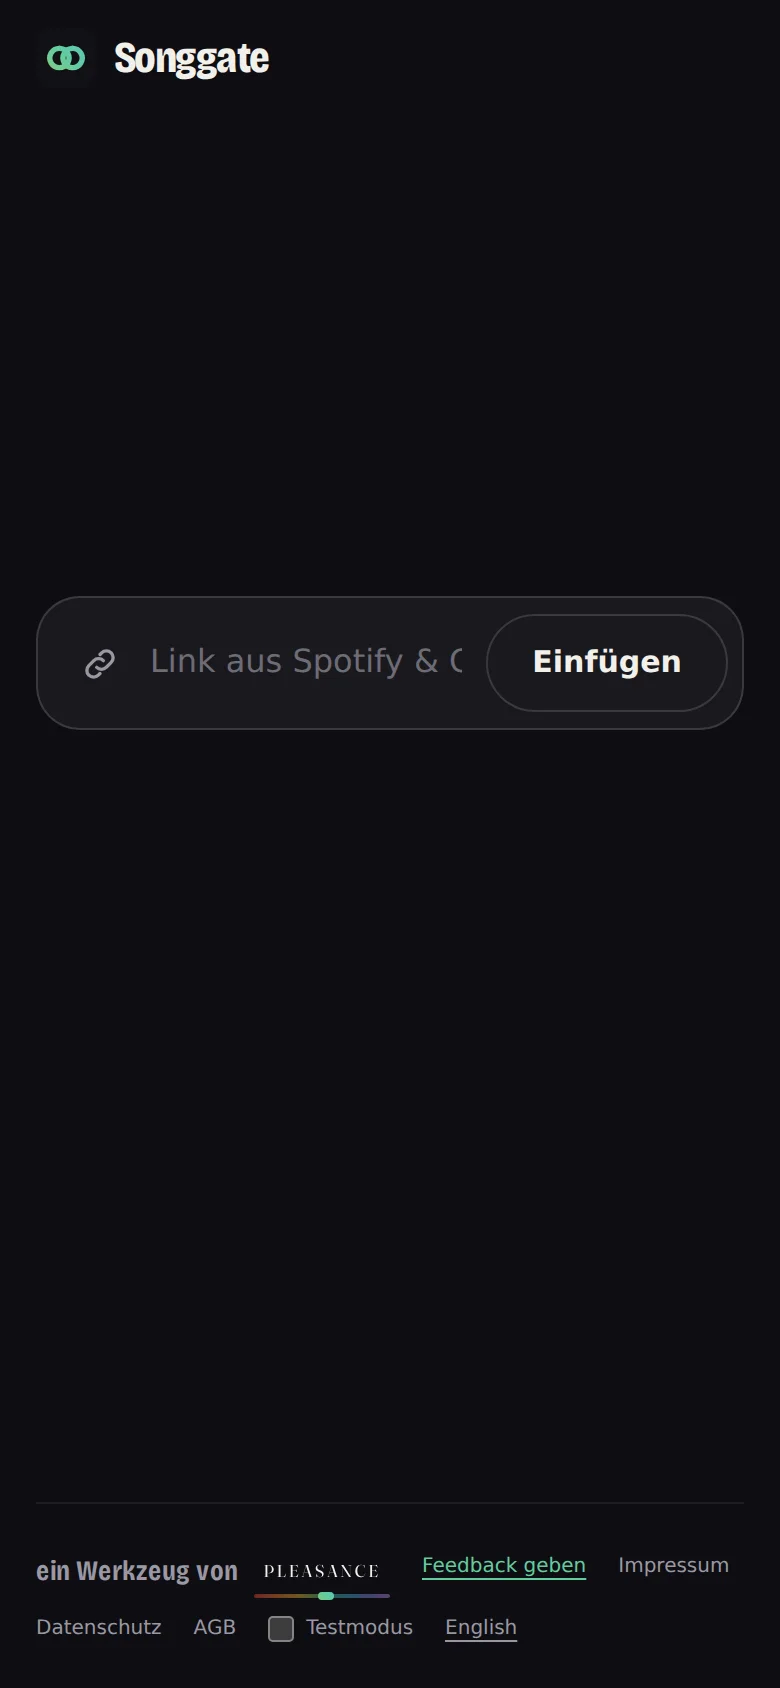 Songgate
Link aus Spotify &
Einfügen
ein Werkzeug von PLEASANCE Feedback geben Impressum
Datenschutz AGB Testmodus English